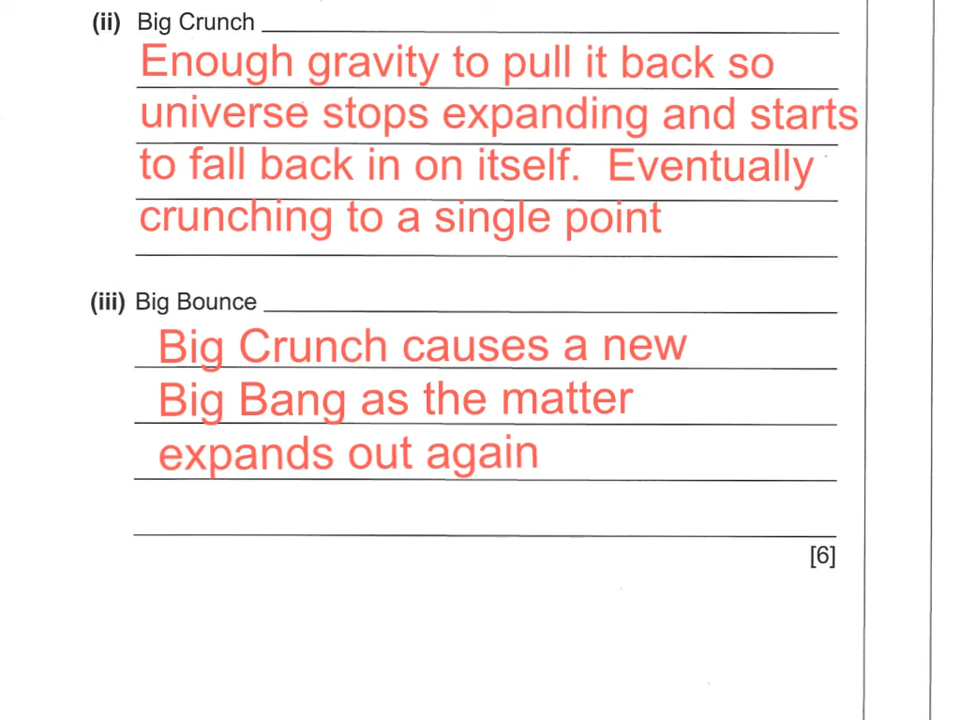 (ii) Big Crunch
Enough gravity to pull it back so
universe stops expanding and starts
to fall back in on itself. Eventually
crunching to a single point
(iii) Big Bounce
Big Crunch causes a new
Big Bang as the matter
expands out again
[6]